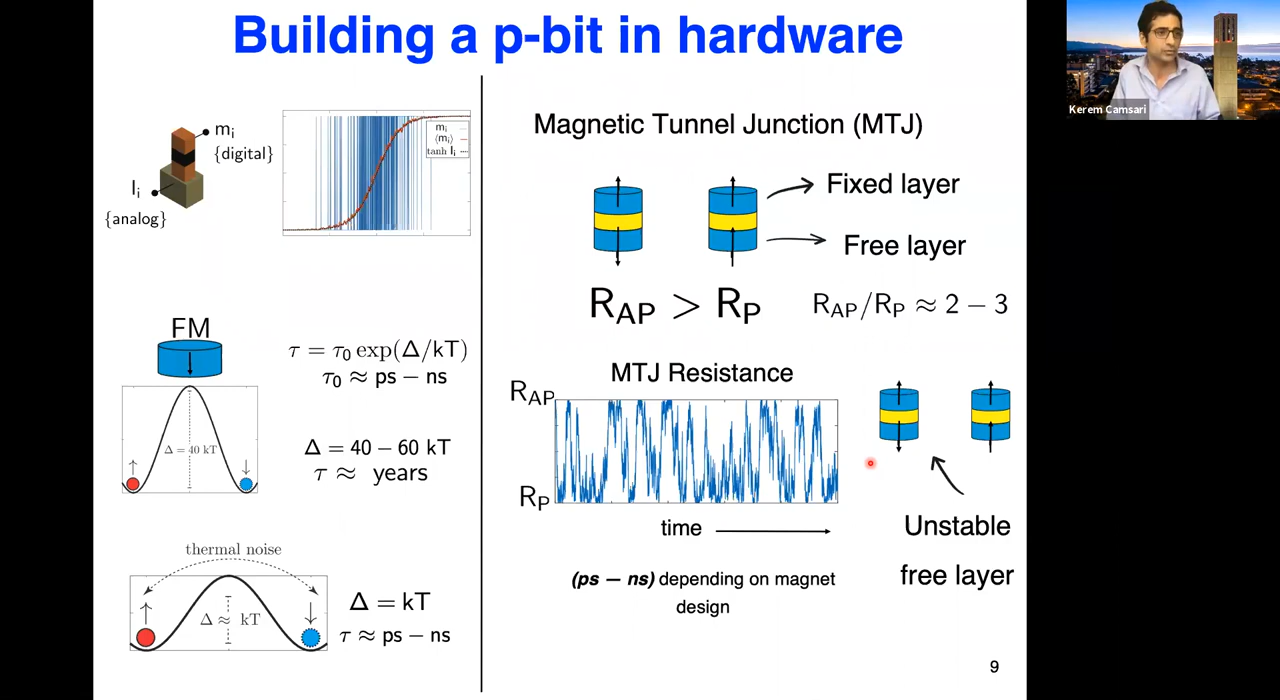 Building a p-bit in hardware
mᵢ
{digital}
Iᵢ
{analog}
mᵢ
⟨mᵢ⟩
tanh Iᵢ
FM
τ = τ₀ exp(Δ/kT)
τ₀ ≈ ps − ns
Δ = 40 kT
Δ = 40 − 60 kT
τ ≈ years
thermal noise
Δ ≈ kT
Δ = kT
τ ≈ ps − ns
Magnetic Tunnel Junction (MTJ)
Fixed layer
Free layer
R_AP > R_P
R_AP/R_P ≈ 2 − 3
MTJ Resistance
R_AP
R_P
time
Unstable
free layer
(ps − ns) depending on magnet
design
9
Kerem Camsari